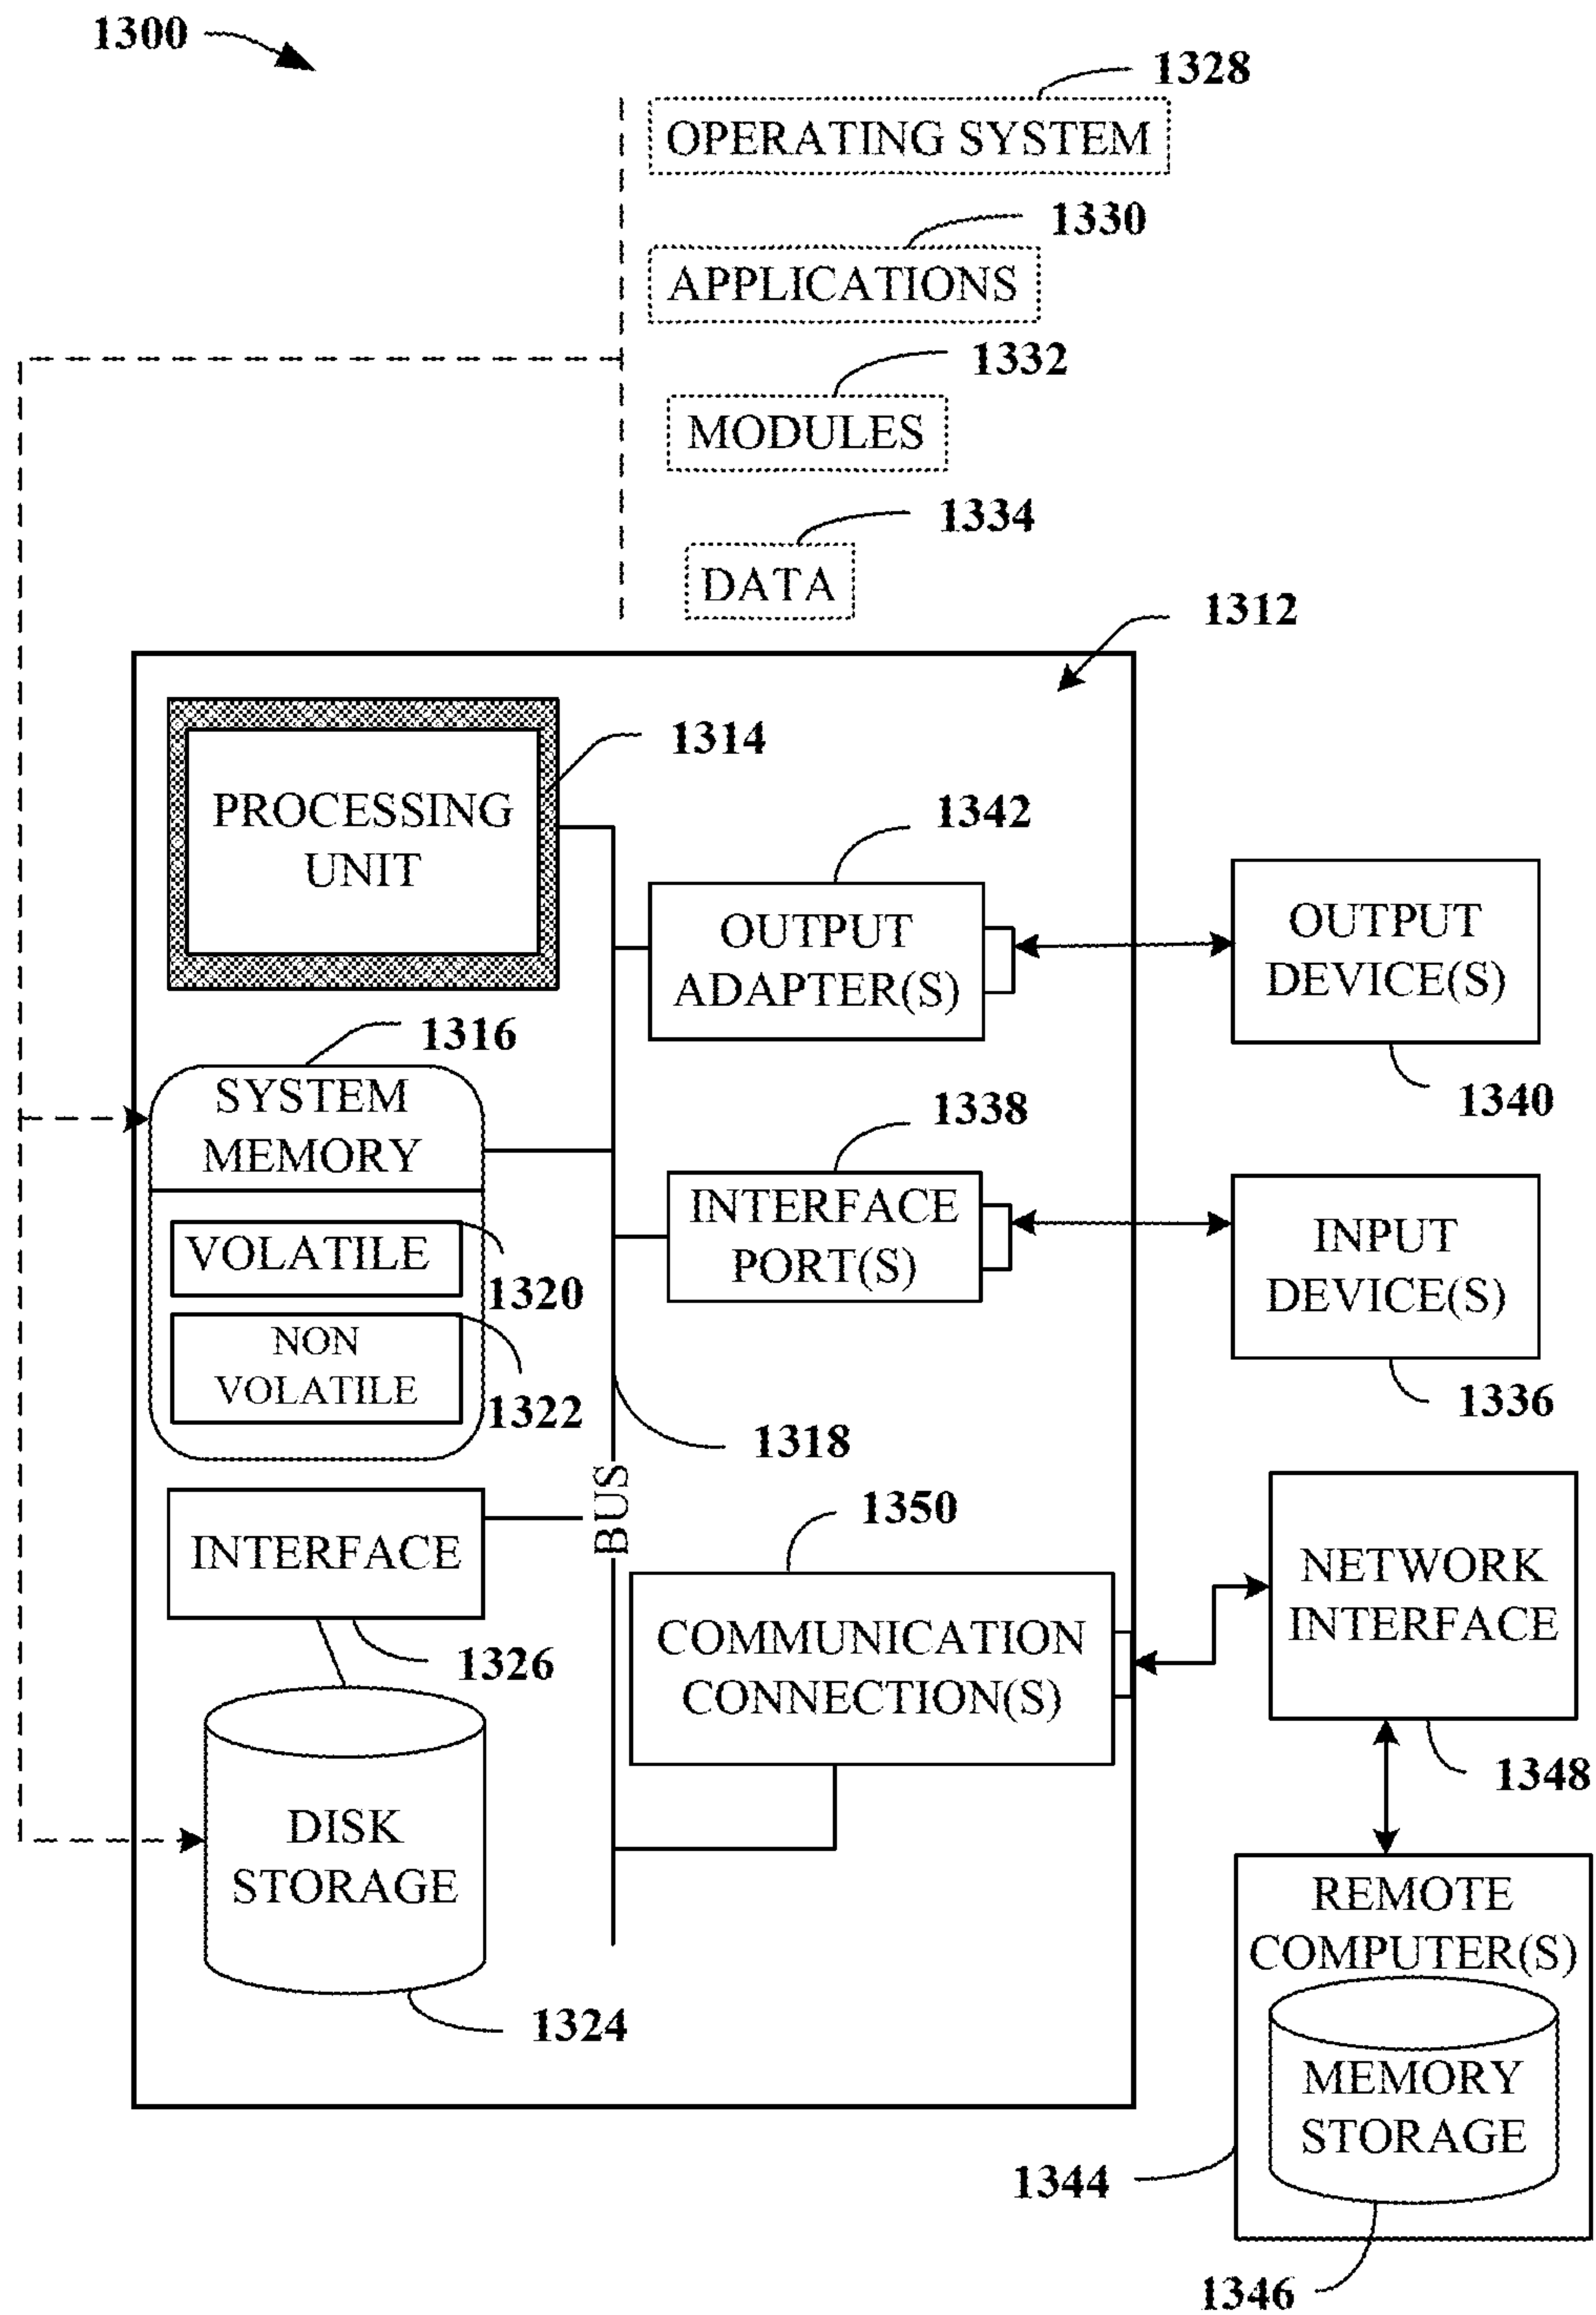 1300
1328
OPERATING SYSTEM
1330
APPLICATIONS
1332
MODULES
1334
DATA
1312
1314
PROCESSING
UNIT
1342
OUTPUT
ADAPTER(S)
OUTPUT
DEVICE(S)
1340
1316
SYSTEM
MEMORY
1338
INTERFACE
PORT(S)
INPUT
DEVICE(S)
1336
VOLATILE
1320
NON
VOLATILE
1322
1318
BUS
INTERFACE
1326
1350
COMMUNICATION
CONNECTION(S)
NETWORK
INTERFACE
1348
DISK
STORAGE
1324
REMOTE
COMPUTER(S)
MEMORY
STORAGE
1344
1346